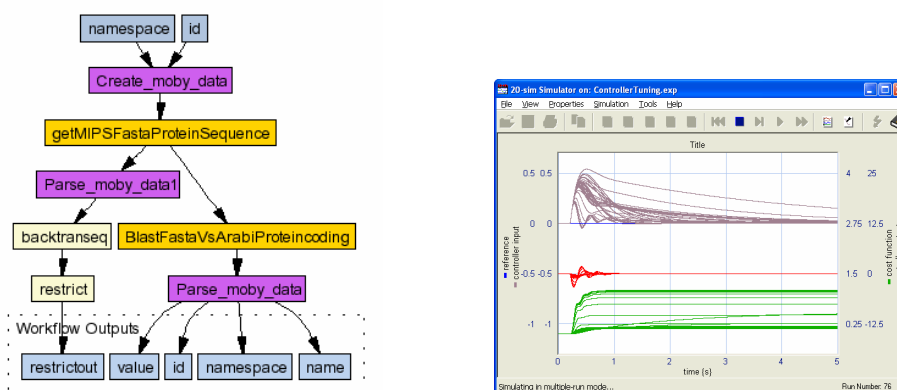 namespace id
Create_moby_data
getMIPSFastaProteinSequence
Parse_moby_data1
backtranseq BlastFastaVsArabiProteincoding
restrict Parse_moby_data
Workflow Outputs
restrictout value id namespace name
20-sim Simulator on: ControllerTuning.exp
File View Properties Simulation Tools Help
Title
0.5 0.5 4 25
0 0 2.75 12.5
-0.5 -0.5 1.5 0
-1 -1 0.25 -12.5
reference
controller input
cost function
0 1 2 3 4 5
time {s}
Simulating in multiple-run mode... Run Number: 76